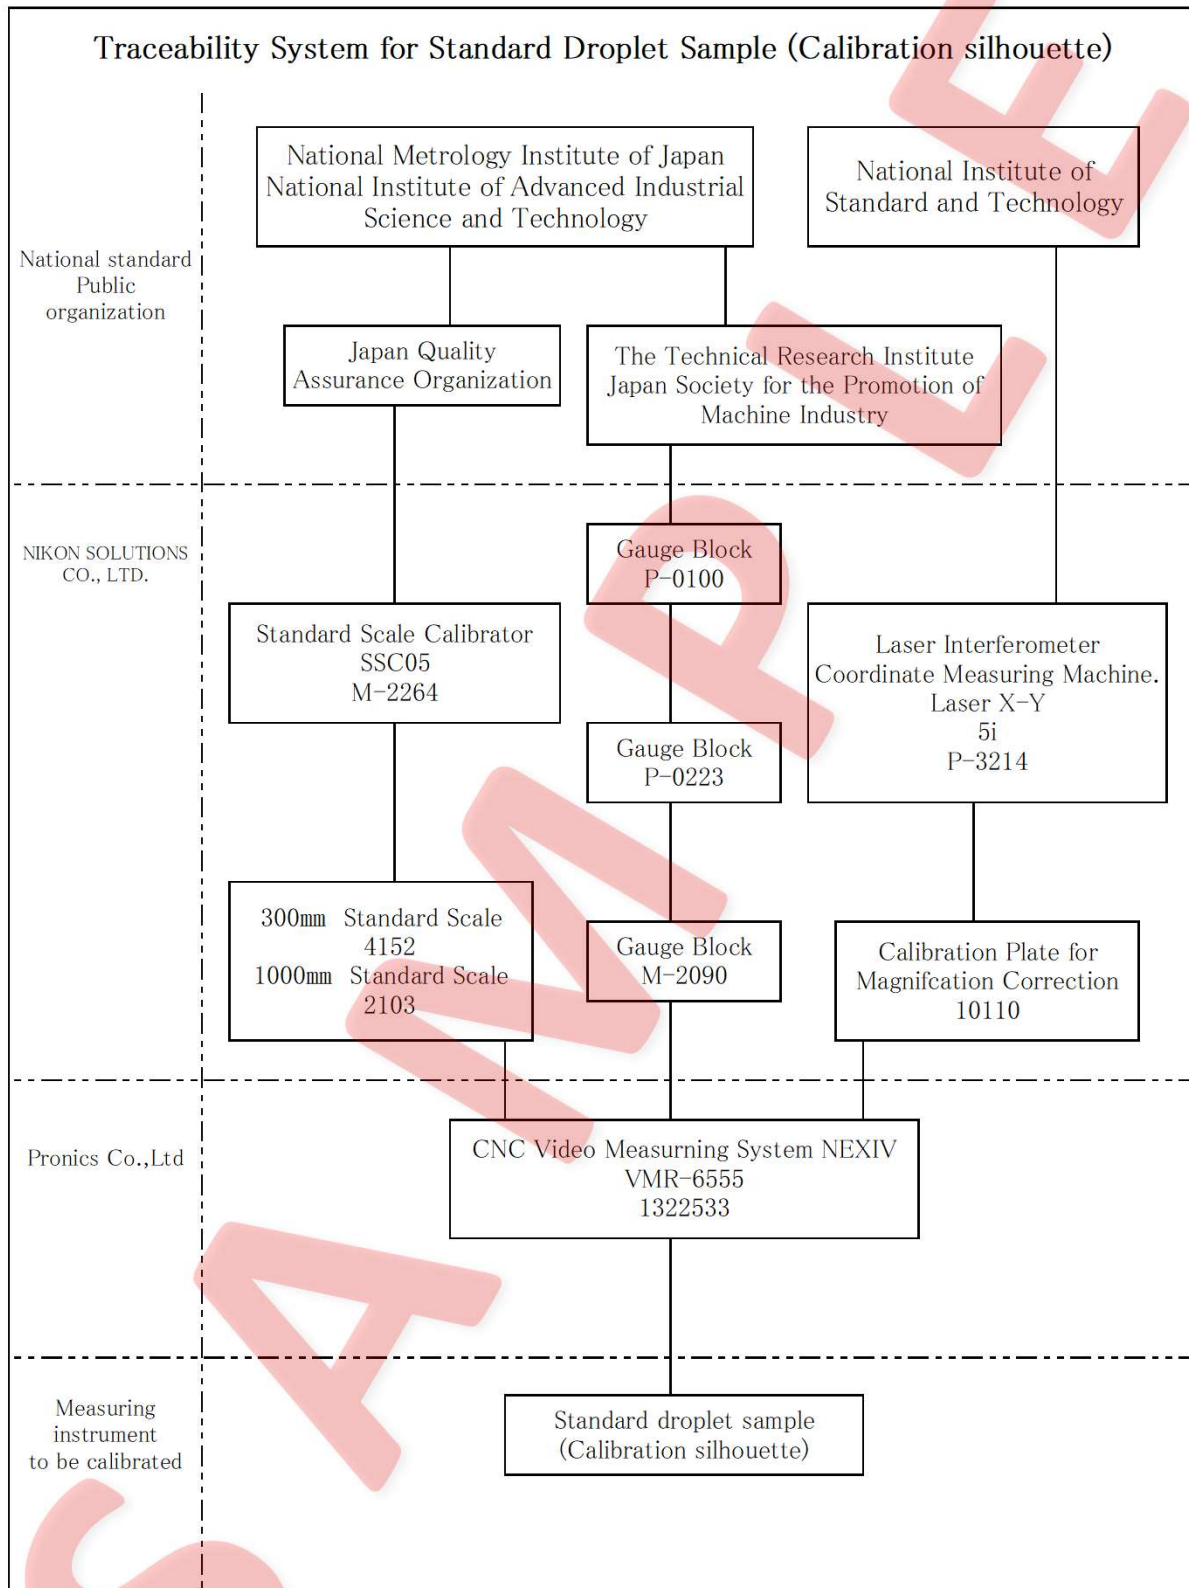 Traceability System for Standard Droplet Sample (Calibration silhouette)
National standard
Public
organization
National Metrology Institute of Japan
National Institute of Advanced Industrial
Science and Technology
National Institute of
Standard and Technology
Japan Quality
Assurance Organization
The Technical Research Institute
Japan Society for the Promotion of
Machine Industry
NIKON SOLUTIONS
CO., LTD.
Gauge Block
P-0100
Standard Scale Calibrator
SSC05
M-2264
Laser Interferometer
Coordinate Measuring Machine.
Laser X-Y
5i
P-3214
Gauge Block
P-0223
300mm Standard Scale
4152
1000mm Standard Scale
2103
Gauge Block
M-2090
Calibration Plate for
Magnifcation Correction
10110
Pronics Co.,Ltd
CNC Video Measurning System NEXIV
VMR-6555
1322533
Measuring
instrument
to be calibrated
Standard droplet sample
(Calibration silhouette)
SAMPLE